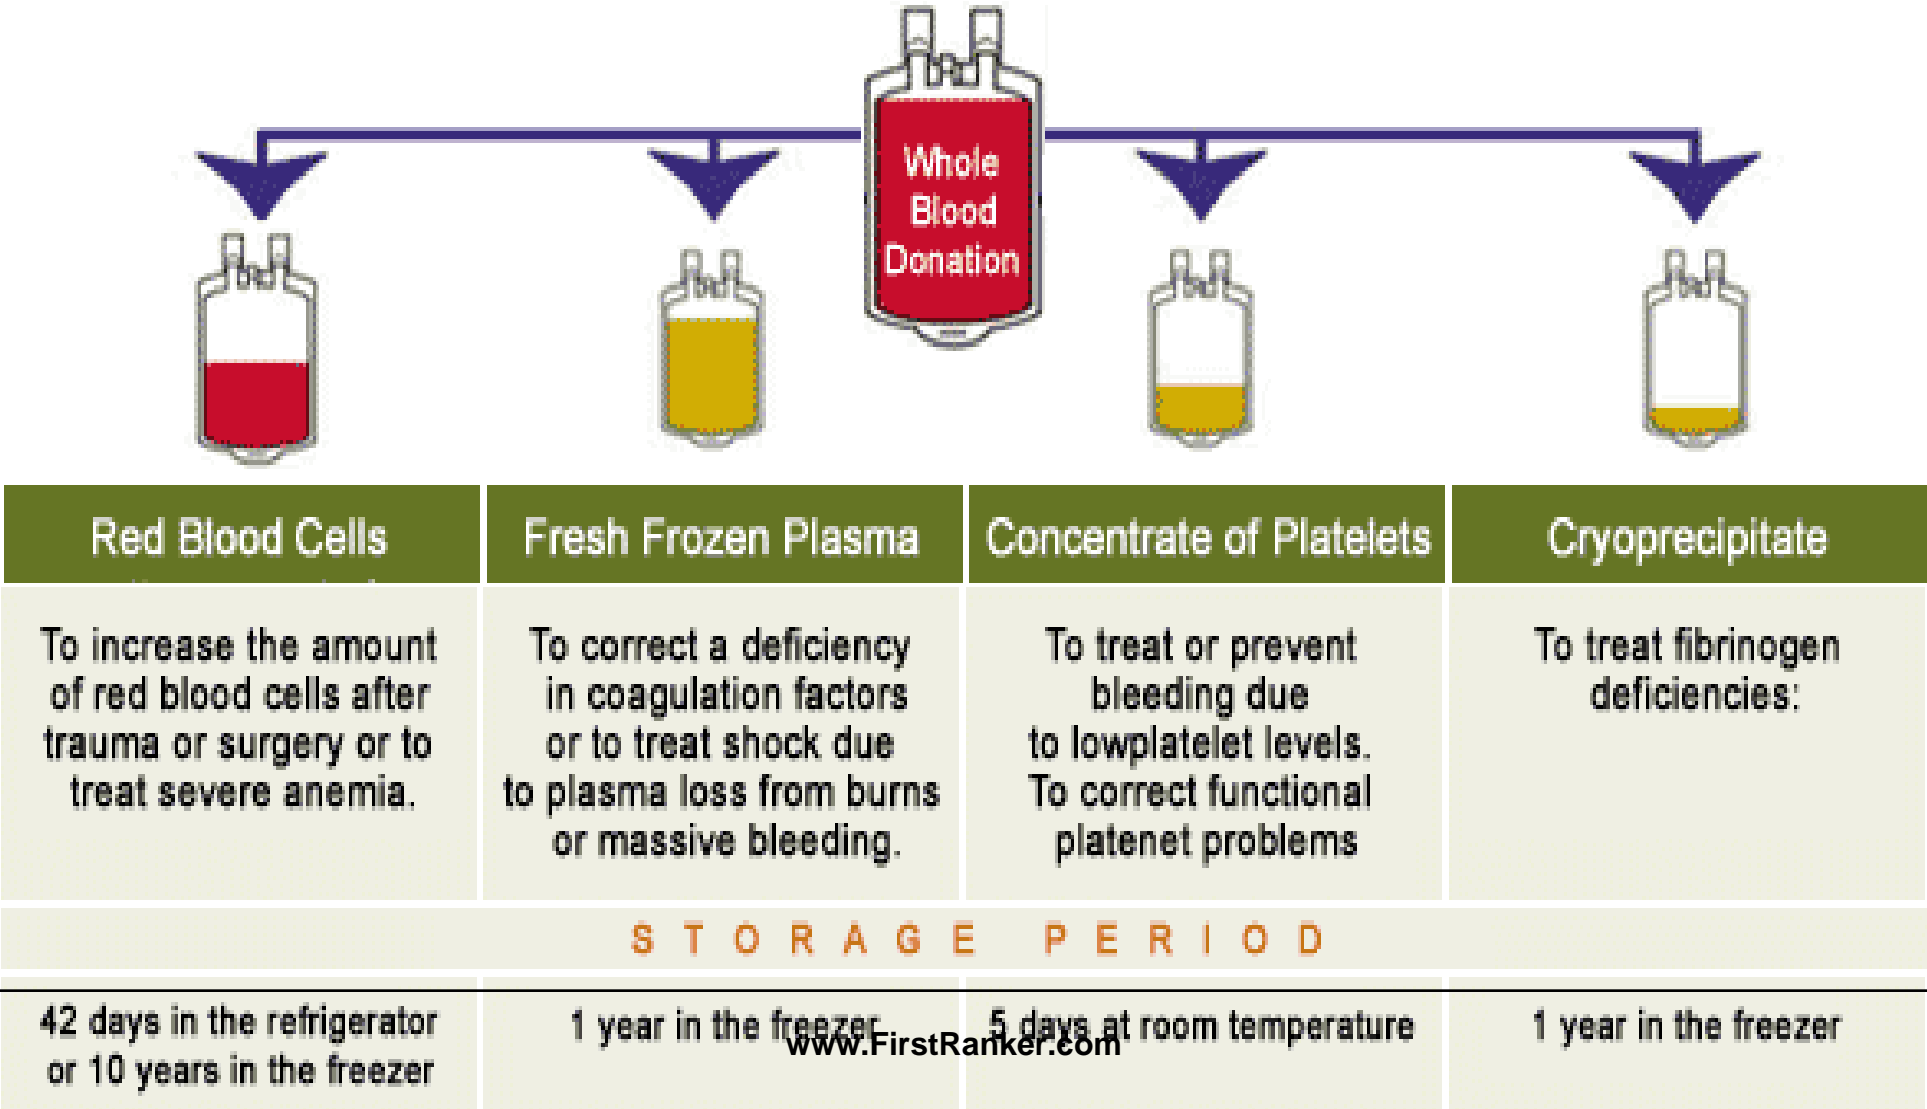 Whole
Blood
Donation
Red Blood Cells
Fresh Frozen Plasma
Concentrate of Platelets
Cryoprecipitate
To increase the amount
of red blood cells after
trauma or surgery or to
treat severe anemia.
To correct a deficiency
in coagulation factors
or to treat shock due
to plasma loss from burns
or massive bleeding.
To treat or prevent
bleeding due
to lowplatelet levels.
To correct functional
platenet problems
To treat fibrinogen
deficiencies:
STORAGE PERIOD
42 days in the refrigerator
or 10 years in the freezer
1 year in the freezer
5 days at room temperature
1 year in the freezer
www.FirstRanker.com